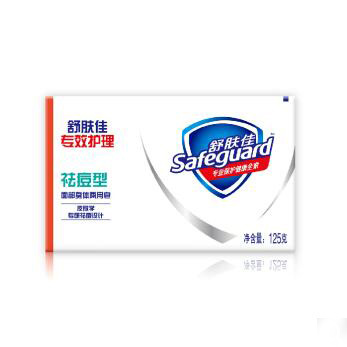 舒肤佳
专效护理
祛痘型
面部身体两用皂
皮肤学
专研祛痘设计
舒肤佳
Safeguard
专业保护健康全家
净含量: 125克